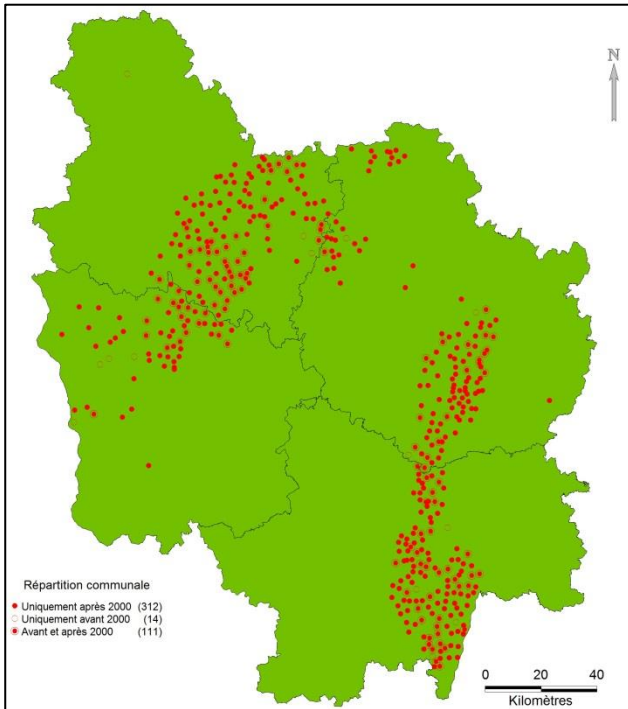 N
Répartition communale
Uniquement après 2000 (312)
Uniquement avant 2000 (14)
Avant et après 2000 (111)
0 20 40
Kilomètres